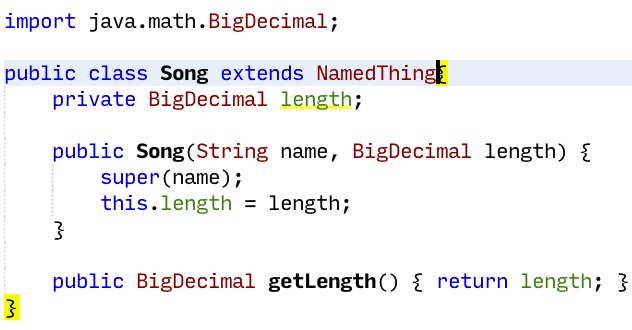 import java.math.BigDecimal;
public class Song extends NamedThing{
private BigDecimal length;
public Song(String name, BigDecimal length) {
super(name);
this.length = length;
}
public BigDecimal getLength() { return length; }
}